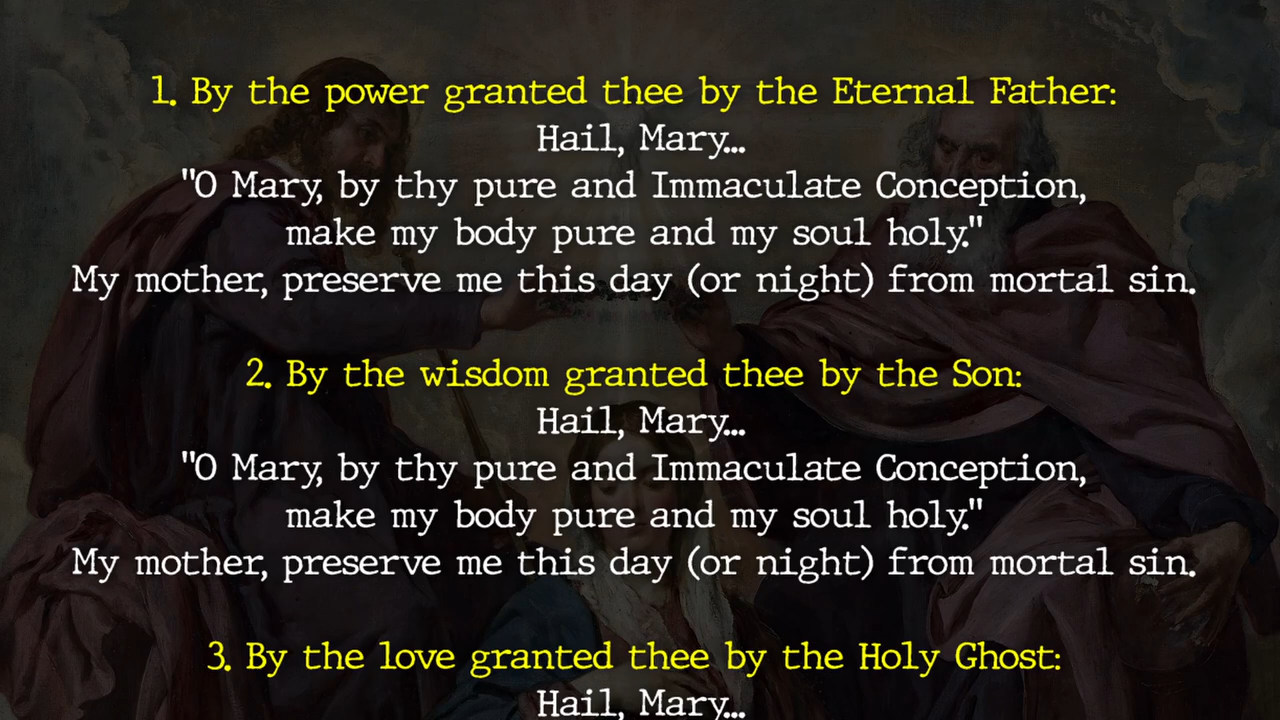 1. By the power granted thee by the Eternal Father:
Hail, Mary...
"O Mary, by thy pure and Immaculate Conception,
make my body pure and my soul holy."
My mother, preserve me this day (or night) from mortal sin.
2. By the wisdom granted thee by the Son:
Hail, Mary...
"O Mary, by thy pure and Immaculate Conception,
make my body pure and my soul holy."
My mother, preserve me this day (or night) from mortal sin.
3. By the love granted thee by the Holy Ghost:
Hail, Mary...